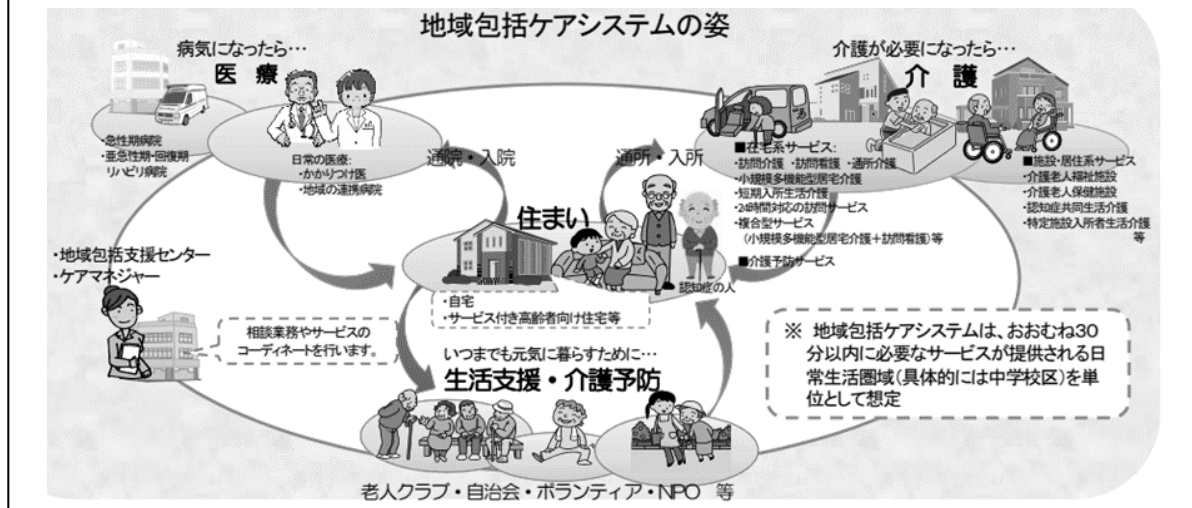 地域包括ケアシステムの姿
病気になったら…
医　療
・急性期病院
・亜急性期・回復期
リハビリ病院
日常の医療:
・かかりつけ医
・地域の連携病院
通院・入院
通所・入所
介護が必要になったら…
介　護
■在宅系サービス:
・訪問介護　・訪問看護　・通所介護
・小規模多機能型居宅介護
・短期入所生活介護
・24時間対応の訪問サービス
・複合型サービス
（小規模多機能型居宅介護＋訪問看護）等
■介護予防サービス
■施設・居住系サービス
・介護老人福祉施設
・介護老人保健施設
・認知症共同生活介護
・特定施設入所者生活介護
等
住まい
認知症の人
・自宅
・サービス付き高齢者向け住宅等
・地域包括支援センター
・ケアマネジャー
相談業務やサービスの
コーディネートを行います。
いつまでも元気に暮らすために…
生活支援・介護予防
老人クラブ・自治会・ボランティア・NPO　等
※ 地域包括ケアシステムは、おおむね30
分以内に必要なサービスが提供される日
常生活圏域（具体的には中学校区）を単
位として想定